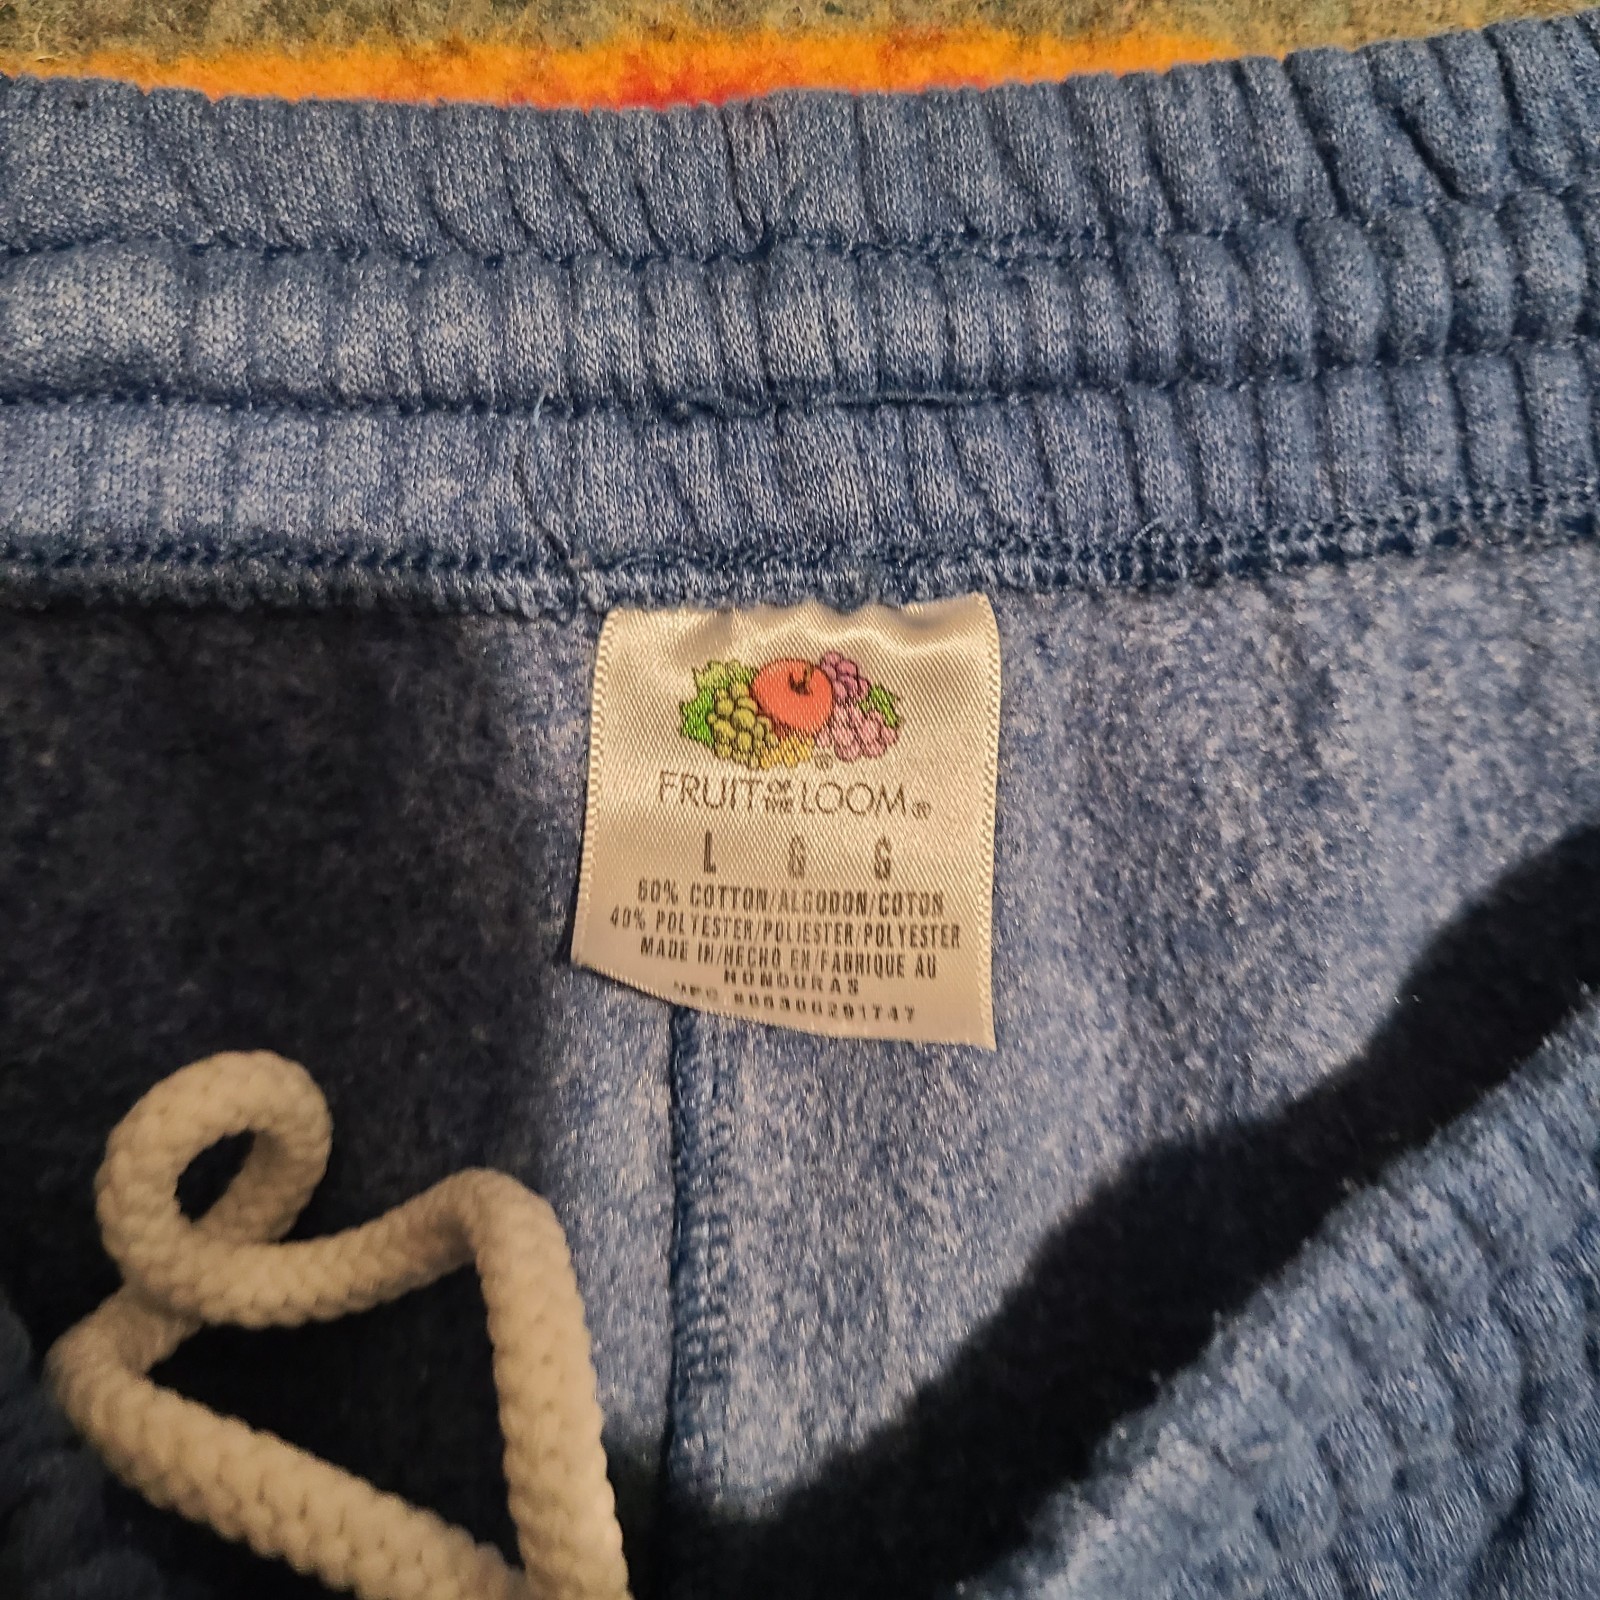 FRUIT OF THE LOOM®
L G G
60% COTTON/ALGODON/COTON
40% POLYESTER/POLIESTER/POLYESTER
MADE IN/HECHO EN/FABRIQUE AU
HONDURAS